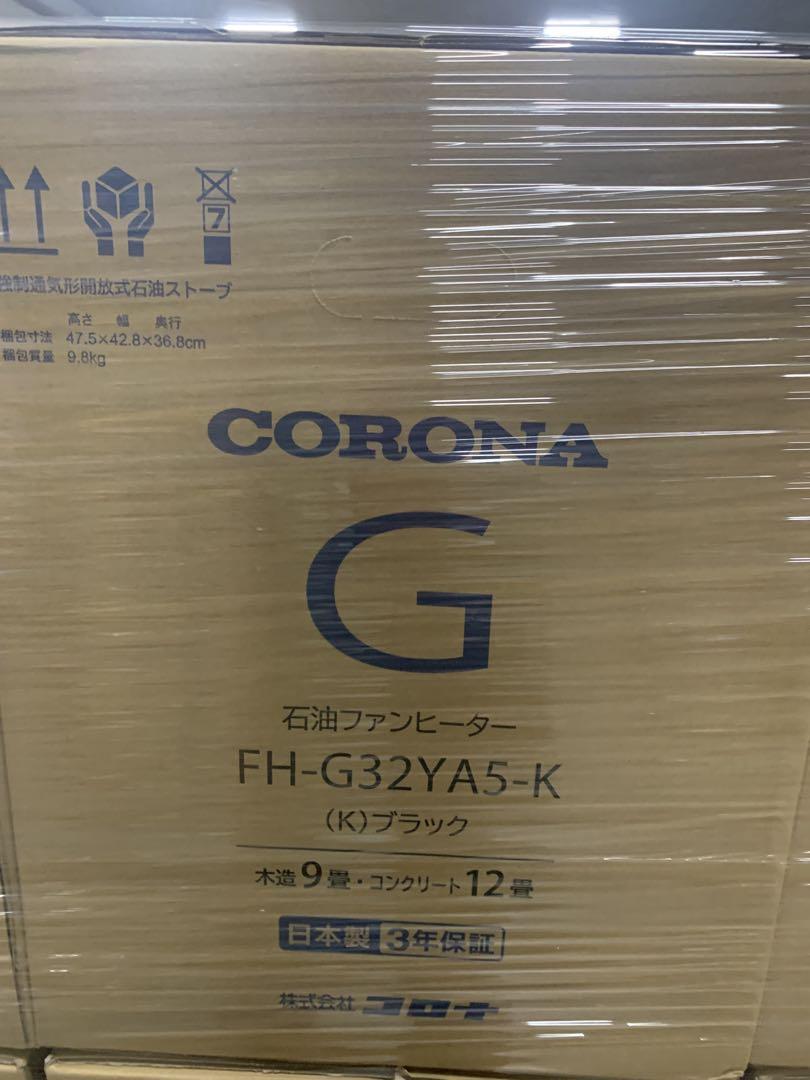 7
強制通気形開放式石油ストーブ
高さ 幅 奥行
梱包寸法 47.5×42.8×36.8cm
梱包質量 9.8kg
CORONA
G
石油ファンヒーター
FH-G32YA5-K
(K)ブラック
木造9畳・コンクリート12畳
日本製 3年保証
株式会社 コロナ